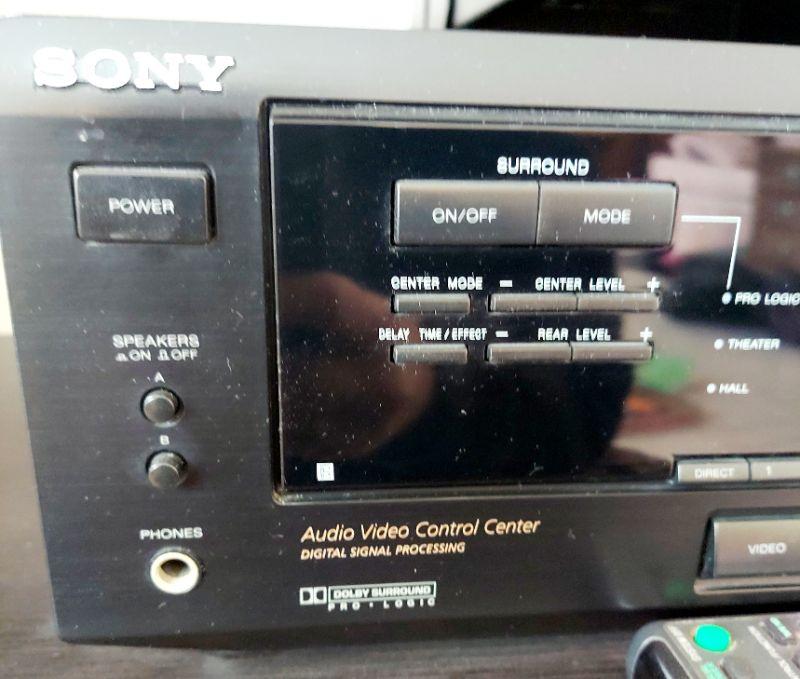 SONY
POWER
SURROUND
ON/OFF MODE
CENTER MODE - CENTER LEVEL +
PRO LOGIC
DELAY TIME / EFFECT - REAR LEVEL +
SPEAKERS
ON OFF
THEATER
A
HALL
B
DIRECT 1
PHONES
Audio Video Control Center
DIGITAL SIGNAL PROCESSING
VIDEO
DOLBY SURROUND
PRO • LOGIC